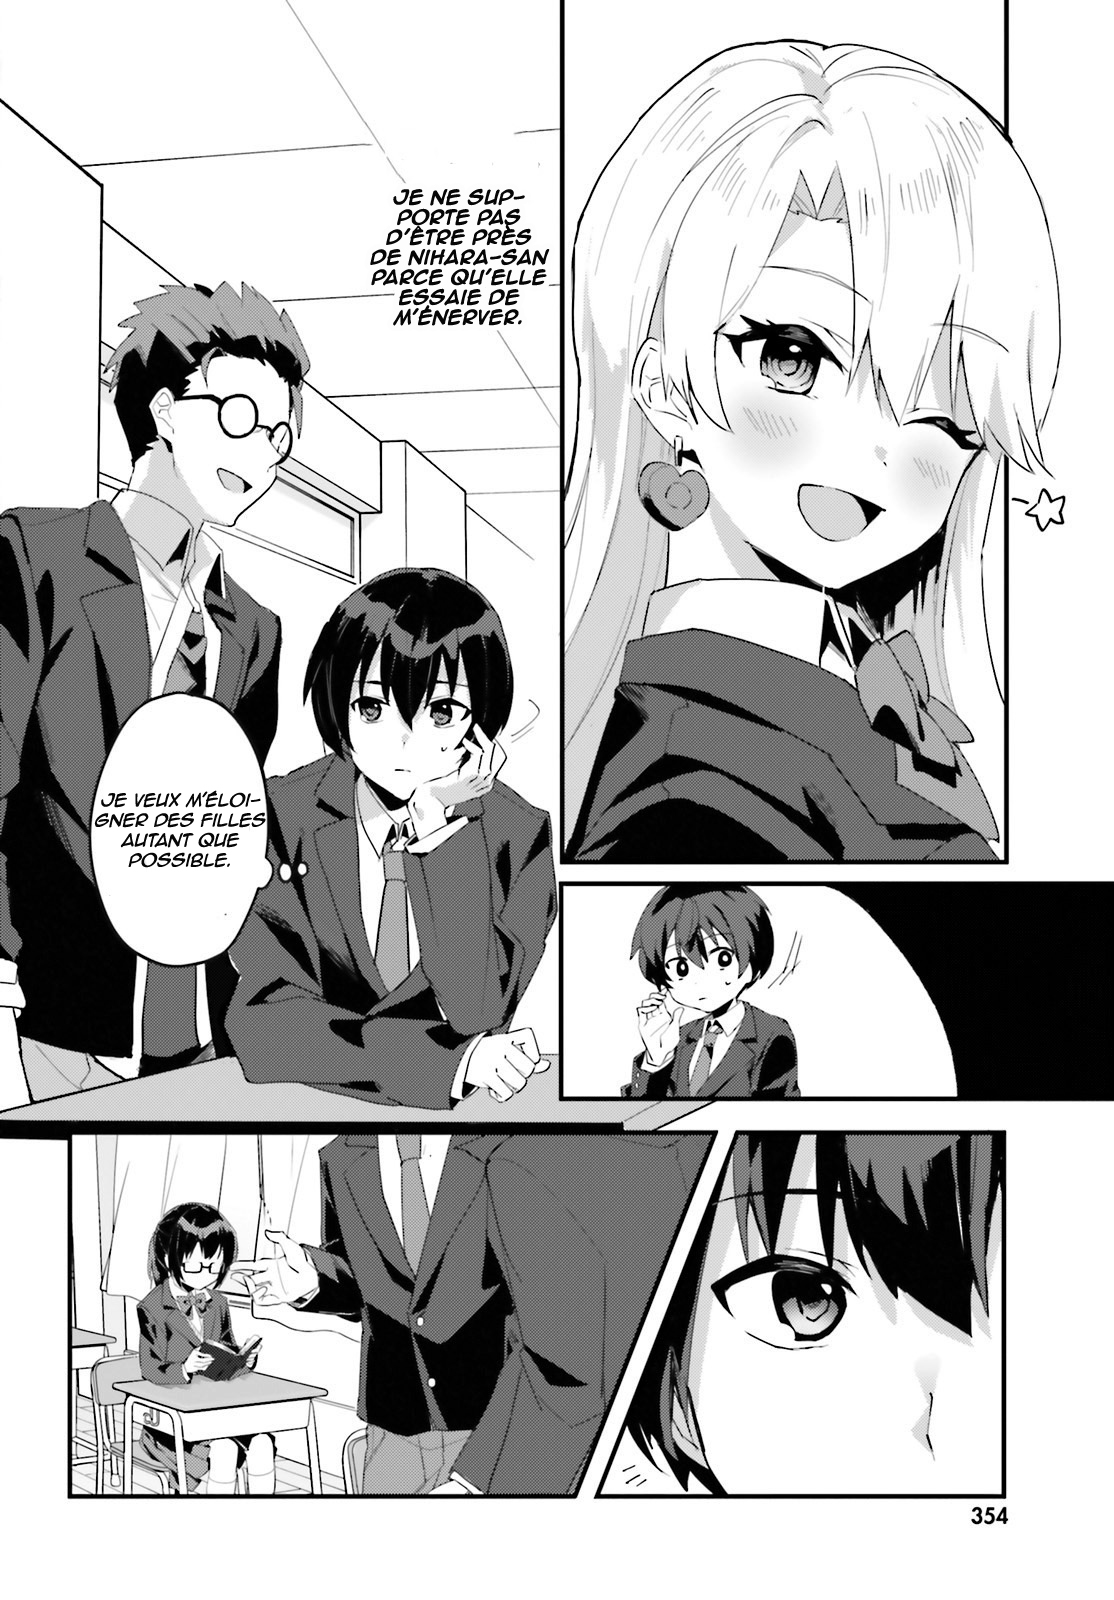 JE NE SUP-
PORTE PAS
D'ÊTRE PRÈS
DE NIHARA-SAN
PARCE QU'ELLE
ESSAIE DE
M'ÉNERVER.
JE VEUX M'ÉLOI-
GNER DES FILLES
AUTANT QUE
POSSIBLE.
354